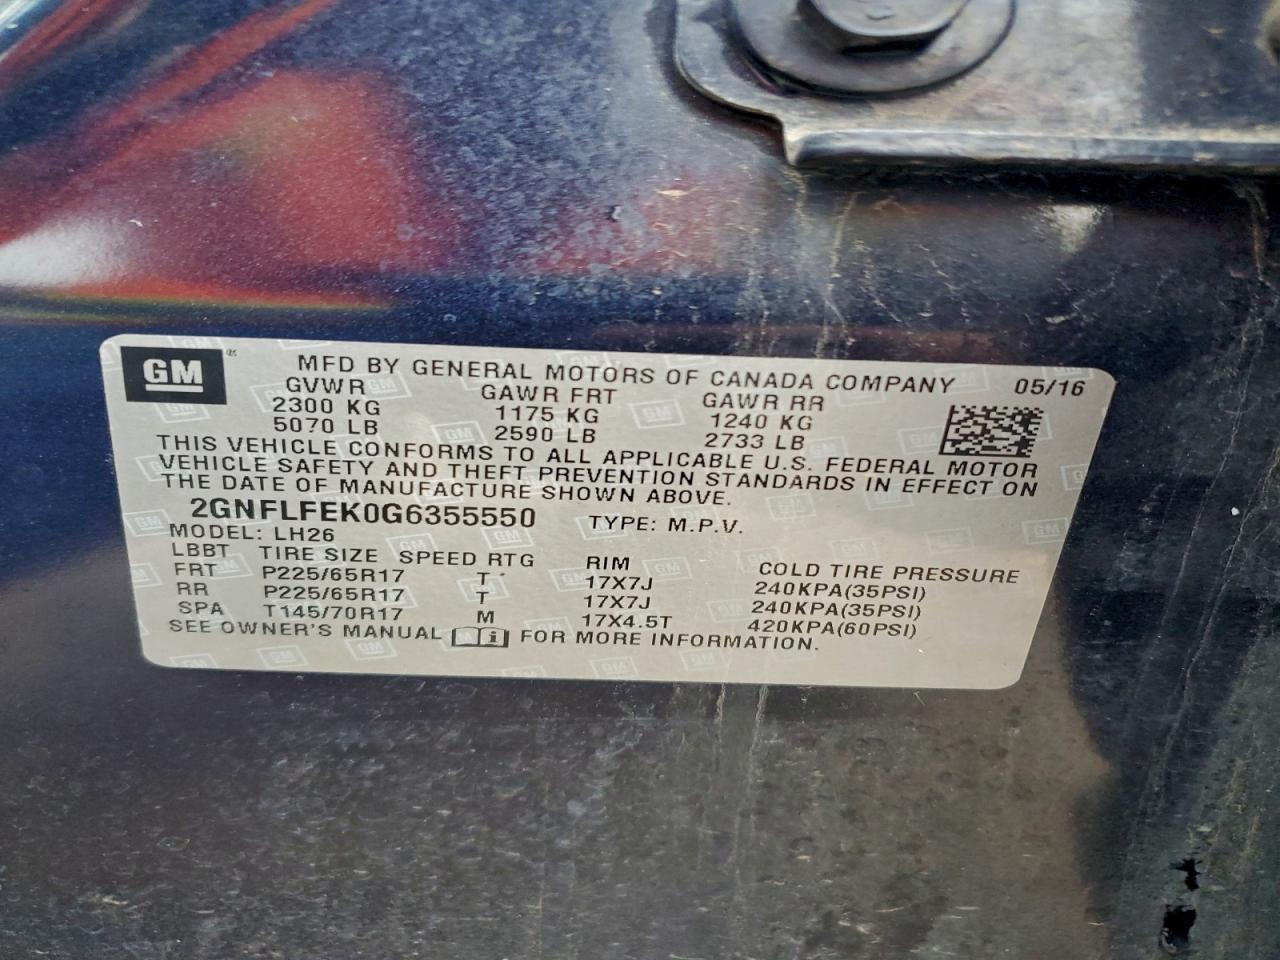 GM
MFD BY GENERAL MOTORS OF CANADA COMPANY 05/16
GVWR GAWR FRT GAWR RR
2300 KG 1175 KG 1240 KG
5070 LB 2590 LB 2733 LB
THIS VEHICLE CONFORMS TO ALL APPLICABLE U.S. FEDERAL MOTOR
VEHICLE SAFETY AND THEFT PREVENTION STANDARDS IN EFFECT ON
THE DATE OF MANUFACTURE SHOWN ABOVE.
2GNFLFEK0G6355550 TYPE: M.P.V.
MODEL: LH26
LBBT TIRE SIZE SPEED RTG RIM COLD TIRE PRESSURE
FRT P225/65R17 T 17X7J 240KPA(35PSI)
RR P225/65R17 T 17X7J 240KPA(35PSI)
SPA T145/70R17 M 17X4.5T 420KPA(60PSI)
SEE OWNER'S MANUAL i FOR MORE INFORMATION.